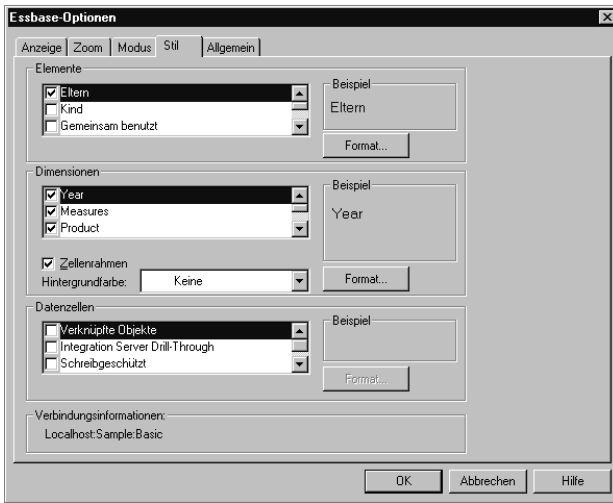 Essbase-Optionen
Anzeige Zoom Modus Stil Allgemein
Elemente
Eltern
Kind
Gemeinsam benutzt
Beispiel
Eltern
Format...
Dimensionen
Year
Measures
Product
Beispiel
Year
Zellenrahmen
Hintergrundfarbe: Keine
Format...
Datenzellen
Verknüpfte Objekte
Integration Server Drill-Through
Schreibgeschützt
Beispiel
Format...
Verbindungsinformationen:
Localhost:Sample:Basic
OK Abbrechen Hilfe